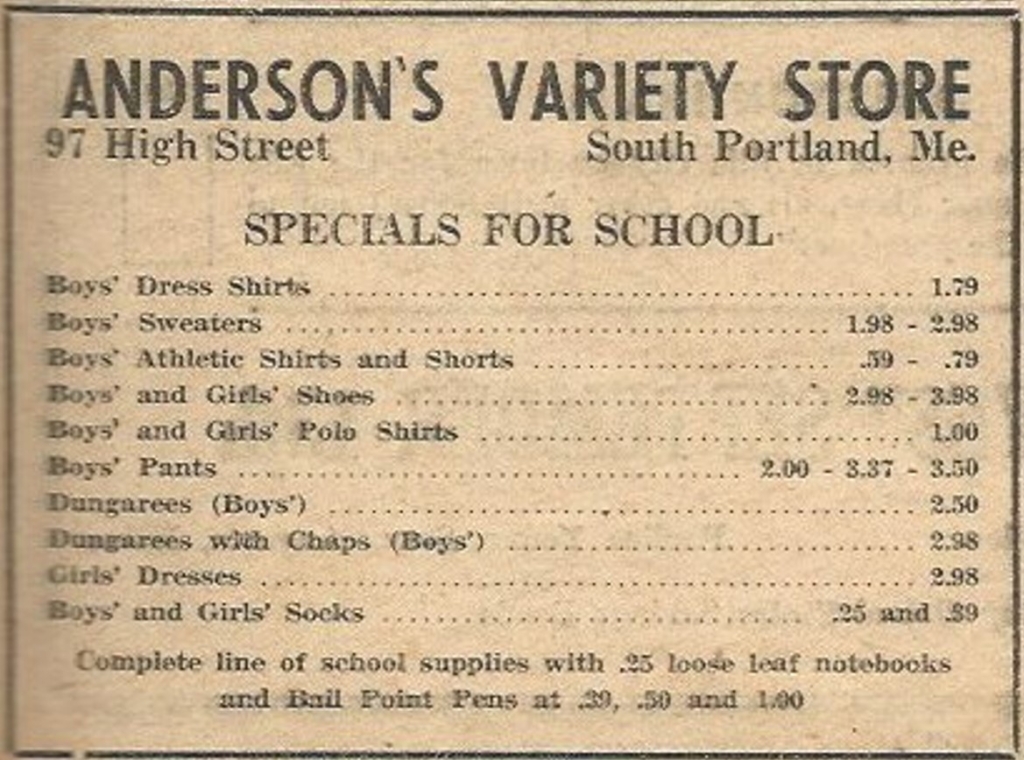 ANDERSON'S VARIETY STORE
97 High Street South Portland, Me.
SPECIALS FOR SCHOOL
Boys' Dress Shirts ........................................ 1.79
Boys' Sweaters ........................................ 1.98 - 2.98
Boys' Athletic Shirts and Shorts ...................... .59 - .79
Boys' and Girls' Shoes ................................ 2.98 - 3.98
Boys' and Girls' Polo Shirts ................................ 1.00
Boys' Pants .................................... 2.00 - 3.37 - 3.50
Dungarees (Boys') .......................................... 2.50
Dungarees with Chaps (Boys') .............................. 2.98
Girls' Dresses .............................................. 2.98
Boys' and Girls' Socks .............................. .25 and .39
Complete line of school supplies with .25 loose leaf notebooks
and Ball Point Pens at .39, .50 and 1.00